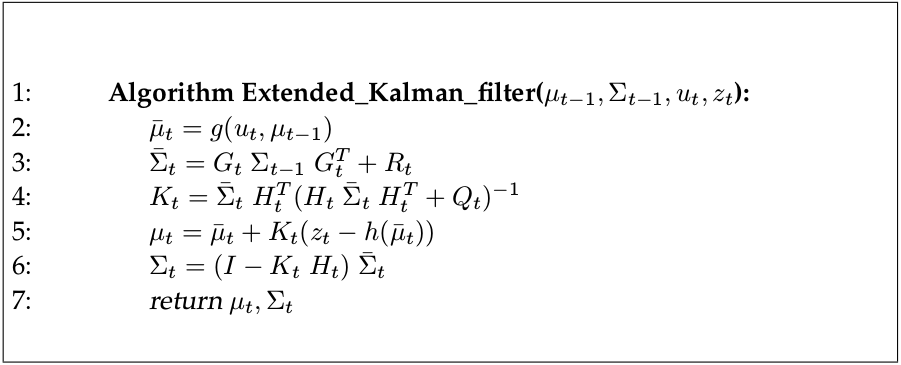 1: Algorithm Extended_Kalman_filter(μ_{t−1}, Σ_{t−1}, u_t, z_t):
2: μ̄_t = g(u_t, μ_{t−1})
3: Σ̄_t = G_t Σ_{t−1} G_t^T + R_t
4: K_t = Σ̄_t H_t^T (H_t Σ̄_t H_t^T + Q_t)^{−1}
5: μ_t = μ̄_t + K_t(z_t − h(μ̄_t))
6: Σ_t = (I − K_t H_t) Σ̄_t
7: return μ_t, Σ_t